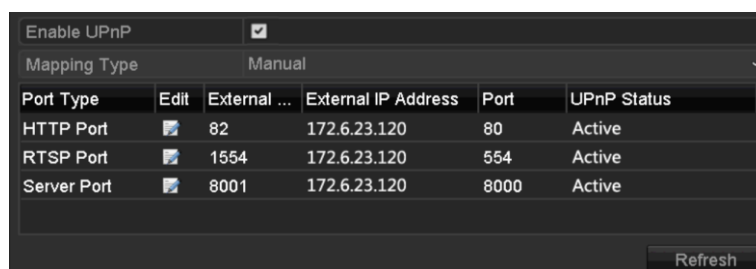 Enable UPnP
Mapping Type Manual
Port Type Edit External ... External IP Address Port UPnP Status
HTTP Port 82 172.6.23.120 80 Active
RTSP Port 1554 172.6.23.120 554 Active
Server Port 8001 172.6.23.120 8000 Active
Refresh